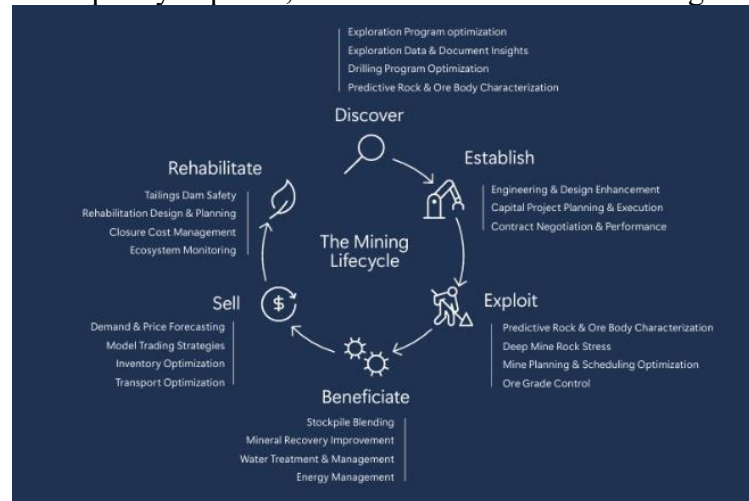 Exploration Program optimization
Exploration Data & Document Insights
Drilling Program Optimization
Predictive Rock & Ore Body Characterization
Discover
Establish
Engineering & Design Enhancement
Capital Project Planning & Execution
Contract Negotiation & Performance
Exploit
Predictive Rock & Ore Body Characterization
Deep Mine Rock Stress
Mine Planning & Scheduling Optimization
Ore Grade Control
Beneficiate
Stockpile Blending
Mineral Recovery Improvement
Water Treatment & Management
Energy Management
Sell
$
Demand & Price Forecasting
Model Trading Strategies
Inventory Optimization
Transport Optimization
Rehabilitate
Tailings Dam Safety
Rehabilitation Design & Planning
Closure Cost Management
Ecosystem Monitoring
The Mining
Lifecycle